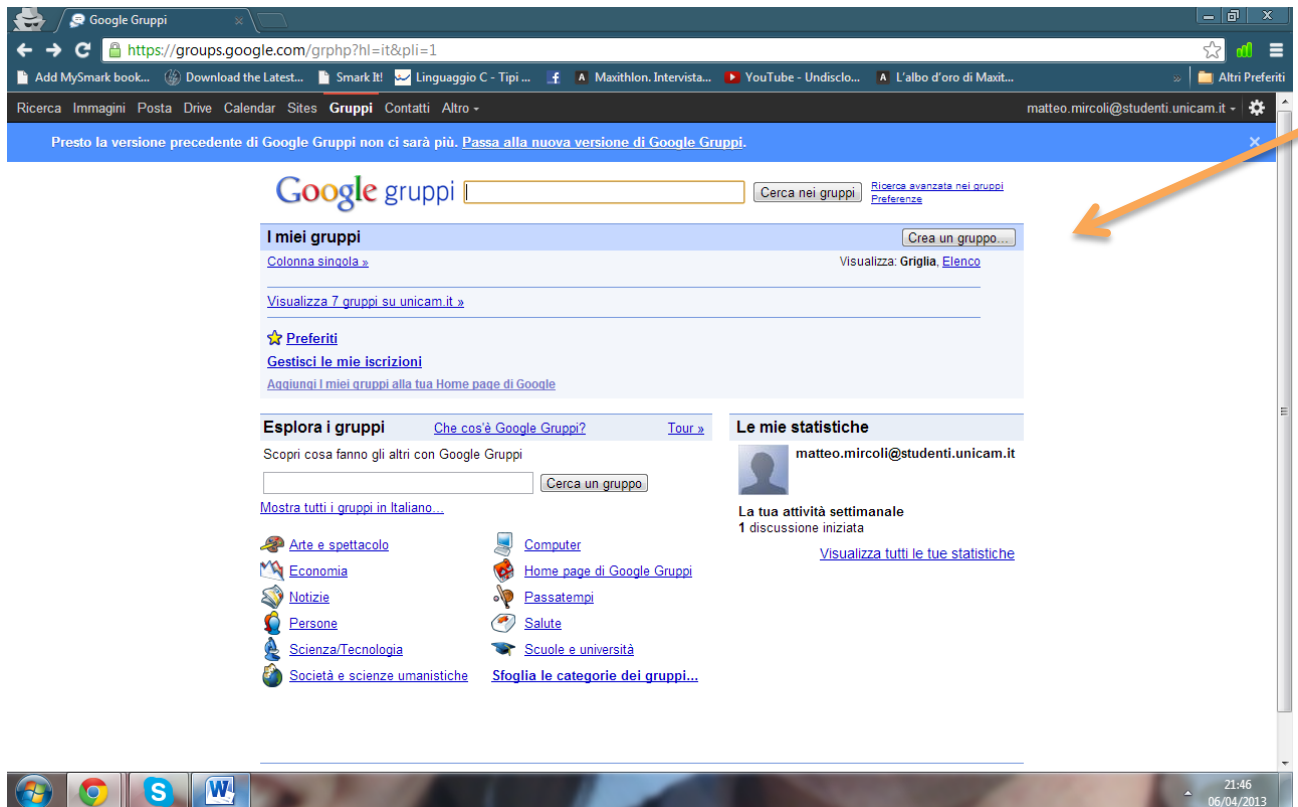 Google Gruppi
https://groups.google.com/grphp?hl=it&pli=1
Add MySmark book... Download the Latest... Smark It! Linguaggio C - Tipi ... Maxithlon. Intervista... YouTube - Undisclo... L'albo d'oro di Maxit... » Altri Preferiti
Ricerca Immagini Posta Drive Calendar Sites Gruppi Contatti Altro matteo.mircoli@studenti.unicam.it
Presto la versione precedente di Google Gruppi non ci sarà più. Passa alla nuova versione di Google Gruppi.
Google gruppi Cerca nei gruppi Ricerca avanzata nei gruppi
Preferenze
I miei gruppi Crea un gruppo...
Colonna singola » Visualizza: Griglia, Elenco
Visualizza 7 gruppi su unicam.it »
Preferiti
Gestisci le mie iscrizioni
Aggiungi I miei gruppi alla tua Home page di Google
Esplora i gruppi Che cos'è Google Gruppi? Tour »
Scopri cosa fanno gli altri con Google Gruppi
Cerca un gruppo
Mostra tutti i gruppi in Italiano...
Arte e spettacolo Computer
Economia Home page di Google Gruppi
Notizie Passatempi
Persone Salute
Scienza/Tecnologia Scuole e università
Società e scienze umanistiche Sfoglia le categorie dei gruppi...
Le mie statistiche
matteo.mircoli@studenti.unicam.it
La tua attività settimanale
1 discussione iniziata
Visualizza tutti le tue statistiche
21:46
06/04/2013